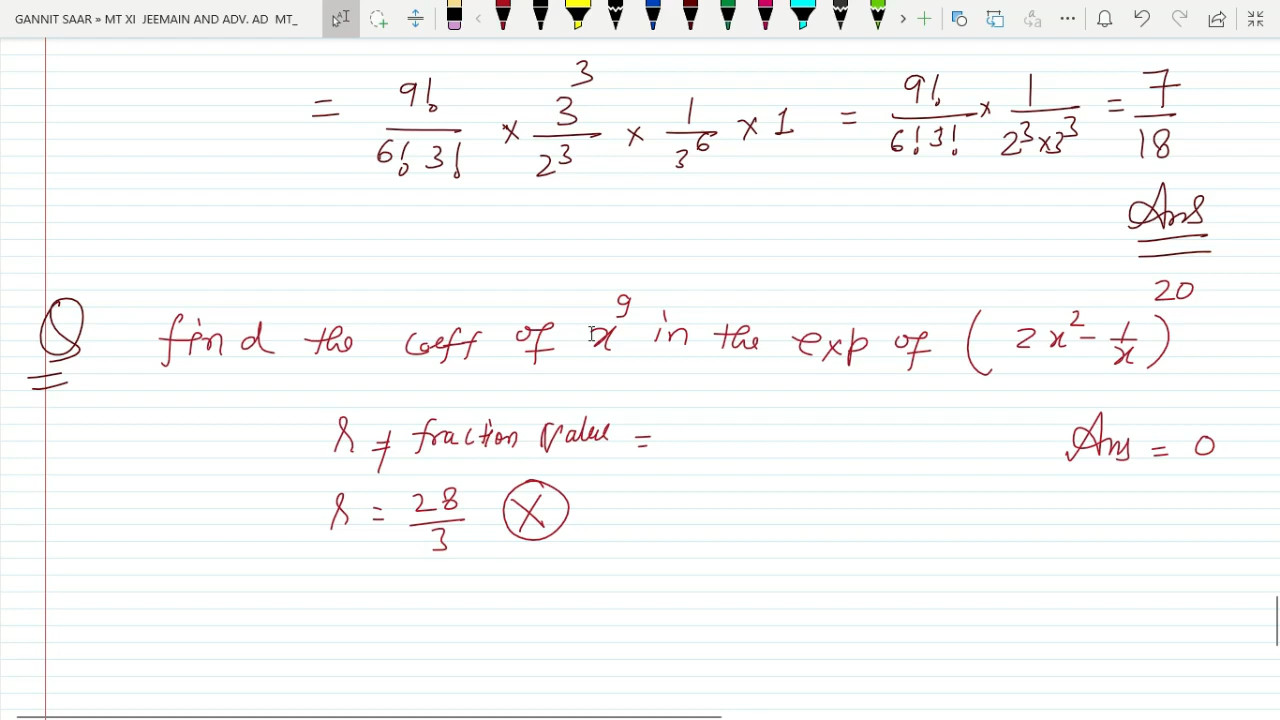 GANNIT SAAR » MT XI JEEMAIN AND ADV. AD MT_
= 9!/(6! 3!) × 3^3/2^3 × 1/3^6 × 1 = 9!/(6! 3!) × 1/(2^3×3^3) = 7/18
Ans
Q find the coeff of x^9 in the exp of (2x^2 - 1/x)^20
r ≠ fraction value =
Ans = 0
r = 28/3 X